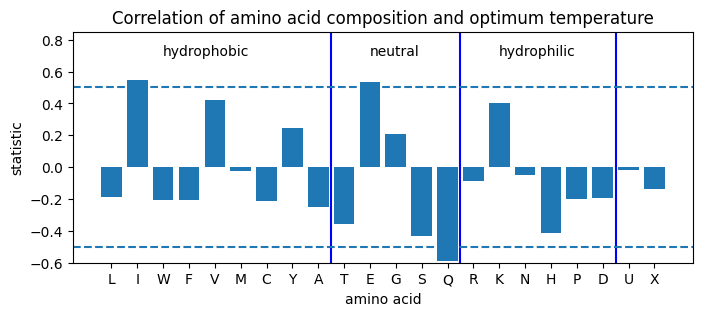 Correlation of amino acid composition and optimum temperature
hydrophobic neutral hydrophilic
0.8
0.6
0.4
0.2
0.0
−0.2
−0.4
−0.6
statistic
L I W F V M C Y A T E G S Q R K N H P D U X
amino acid